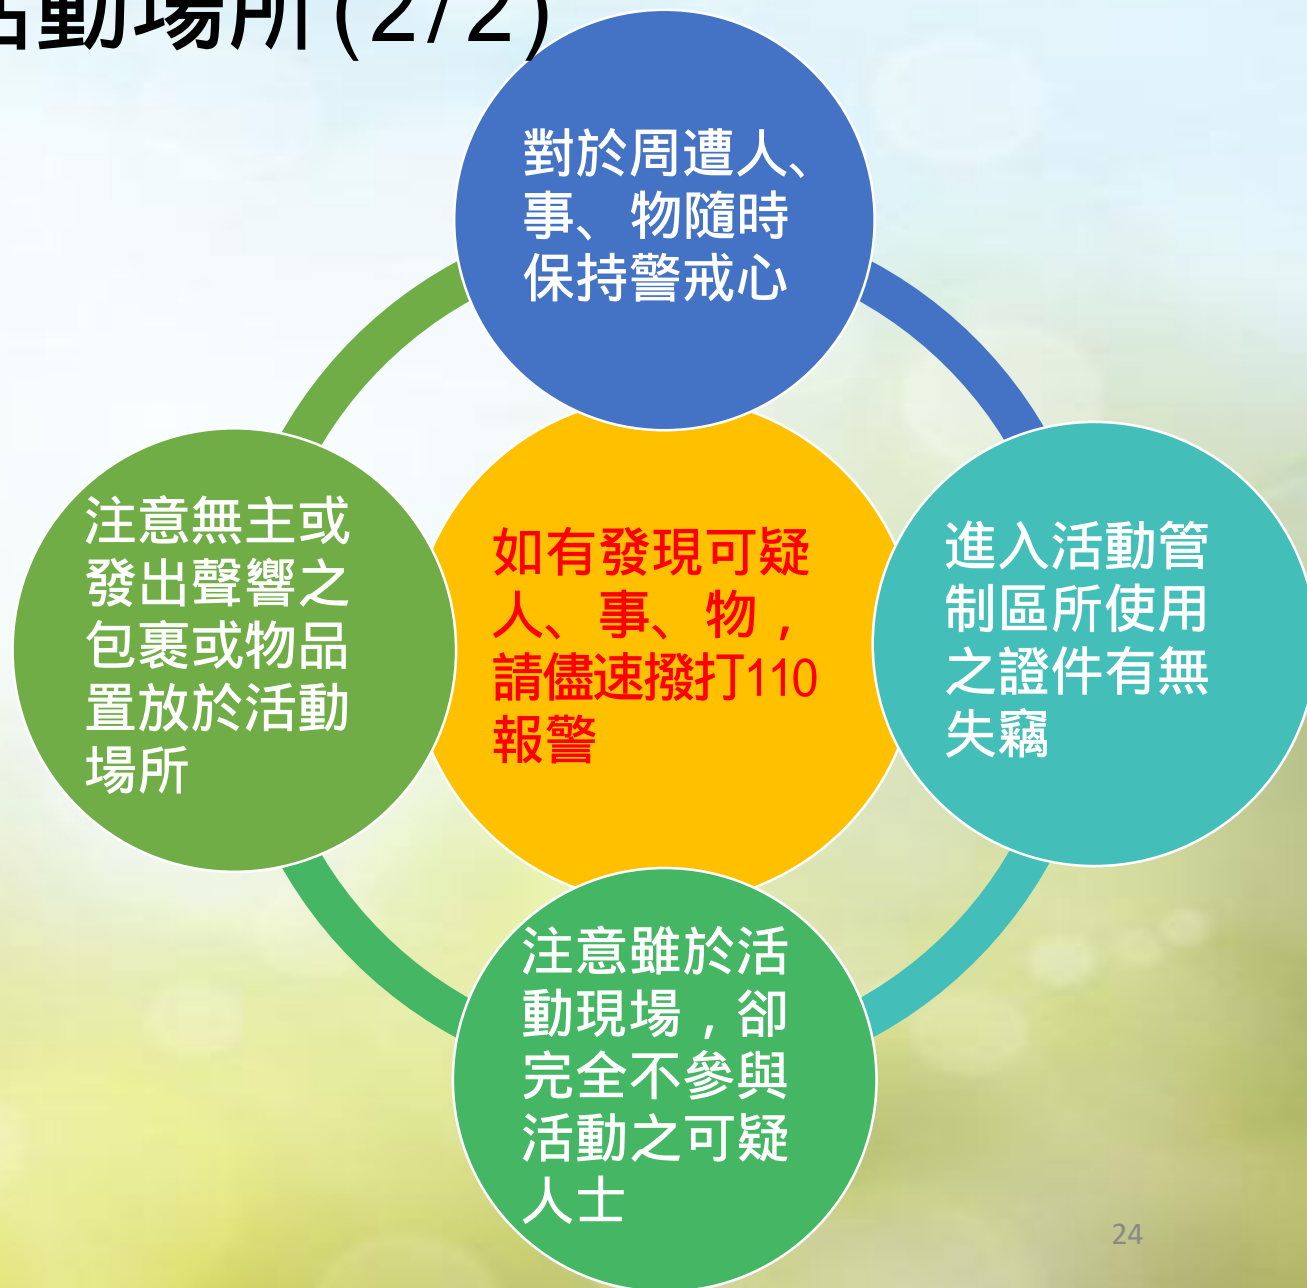 活動場所(2/2)
對於周遭人、
事、物隨時
保持警戒心
注意無主或
發出聲響之
包裹或物品
置放於活動
場所
如有發現可疑
人、事、物，
請儘速撥打110
報警
進入活動管
制區所使用
之證件有無
失竊
注意雖於活
動現場，卻
完全不參與
活動之可疑
人士
24